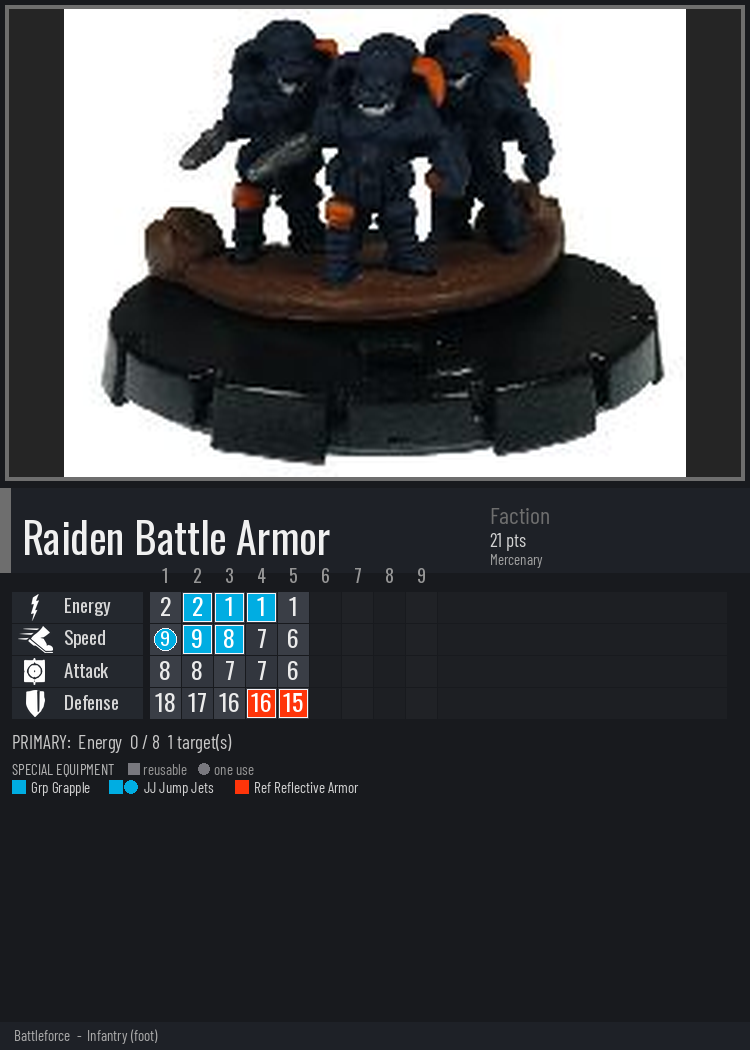 Raiden Battle Armor
Faction
21 pts
Mercenary
1 2 3 4 5 6 7 8 9
Energy 2 2 1 1 1
Speed 9 9 8 7 6
Attack 8 8 7 7 6
Defense 18 17 16 16 15
PRIMARY: Energy 0 / 8 1 target(s)
SPECIAL EQUIPMENT reusable one use
Grp Grapple JJ Jump Jets Ref Reflective Armor
Battleforce - Infantry (foot)